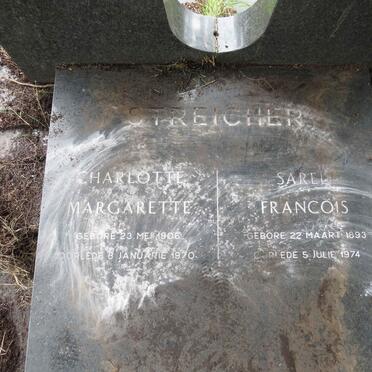 STREICHER
CHARLOTTE
MARGARETTE
GEBORE 23 MEI 1906
OORLEDE 8 JANUARIE 1970
SAREL
FRANCOIS
GEBORE 22 MAART 1893
OORLEDE 5 JULIE 1974